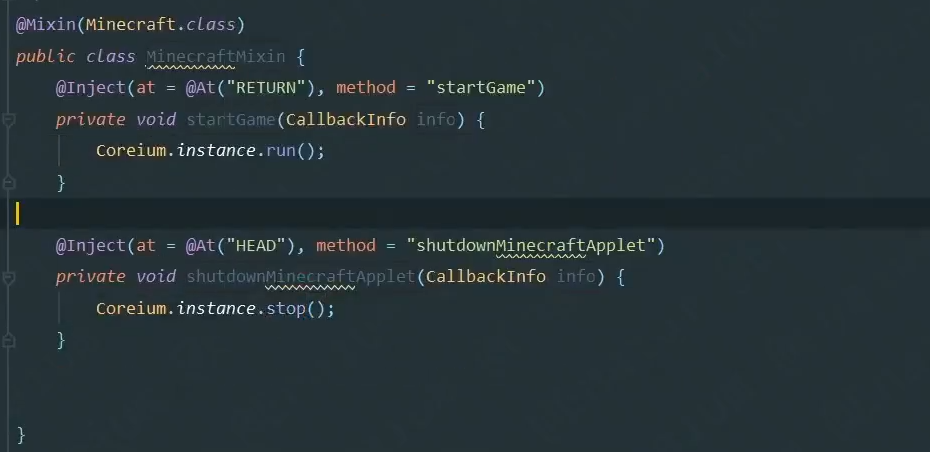 @Mixin(Minecraft.class)
public class MinecraftMixin {
@Inject(at = @At("RETURN"), method = "startGame")
private void startGame(CallbackInfo info) {
Coreium.instance.run();
}
@Inject(at = @At("HEAD"), method = "shutdownMinecraftApplet")
private void shutdownMinecraftApplet(CallbackInfo info) {
Coreium.instance.stop();
}
}